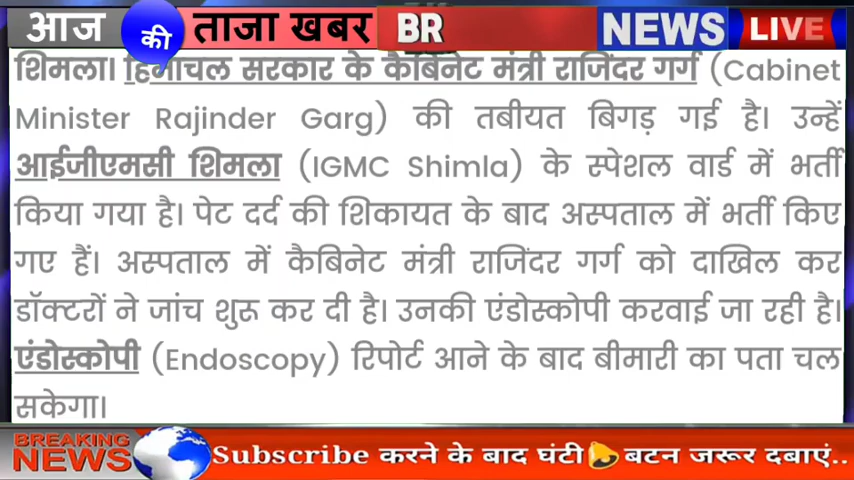 आज की ताजा खबर BR NEWS LIVE
शिमला। हिमाचल सरकार के कैबिनेट मंत्री राजिंदर गर्ग (Cabinet
Minister Rajinder Garg) की तबीयत बिगड़ गई है। उन्हें
आईजीएमसी शिमला (IGMC Shimla) के स्पेशल वार्ड में भर्ती
किया गया है। पेट दर्द की शिकायत के बाद अस्पताल में भर्ती किए
गए हैं। अस्पताल में कैबिनेट मंत्री राजिंदर गर्ग को दाखिल कर
डॉक्टरों ने जांच शुरू कर दी है। उनकी एंडोस्कोपी करवाई जा रही है।
एंडोस्कोपी (Endoscopy) रिपोर्ट आने के बाद बीमारी का पता चल
सकेगा।
BREAKING
NEWS
Subscribe करने के बाद घंटी बटन जरूर दबाएं..